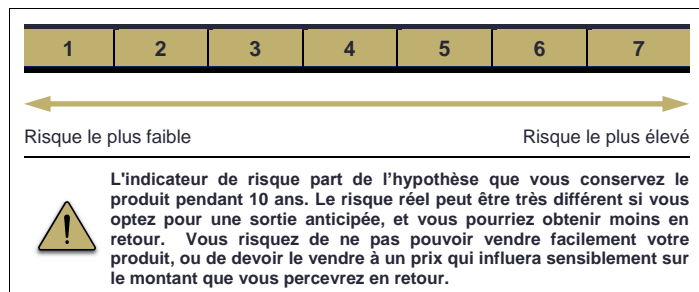 1 2 3 4 5 6 7
Risque le plus faible Risque le plus élevé
L'indicateur de risque part de l’hypothèse que vous conservez le
produit pendant 10 ans. Le risque réel peut être très différent si vous
optez pour une sortie anticipée, et vous pourriez obtenir moins en
retour. Vous risquez de ne pas pouvoir vendre facilement votre
produit, ou de devoir le vendre à un prix qui influera sensiblement sur
le montant que vous percevrez en retour.